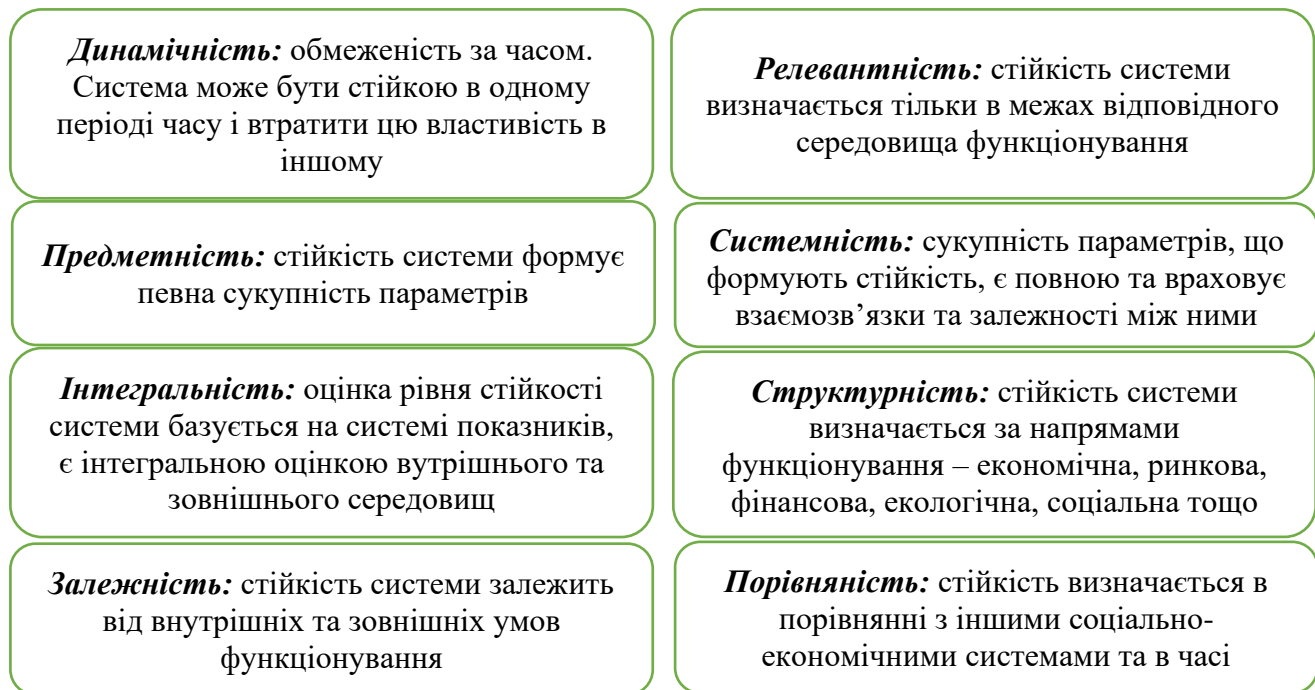 Динамічність: обмеженість за часом.
Система може бути стійкою в одному
періоді часу і втратити цю властивість в
іншому
Релевантність: стійкість системи
визначається тільки в межах відповідного
середовища функціонування
Предметність: стійкість системи формує
певна сукупність параметрів
Системність: сукупність параметрів, що
формують стійкість, є повною та враховує
взаємозв’язки та залежності між ними
Інтегральність: оцінка рівня стійкості
системи базується на системі показників,
є інтегральною оцінкою вутрішнього та
зовнішнього середовищ
Структурність: стійкість системи
визначається за напрямами
функціонування – економічна, ринкова,
фінансова, екологічна, соціальна тощо
Залежність: стійкість системи залежить
від внутрішніх та зовнішніх умов
функціонування
Порівняність: стійкість визначається в
порівнянні з іншими соціально-
економічними системами та в часі